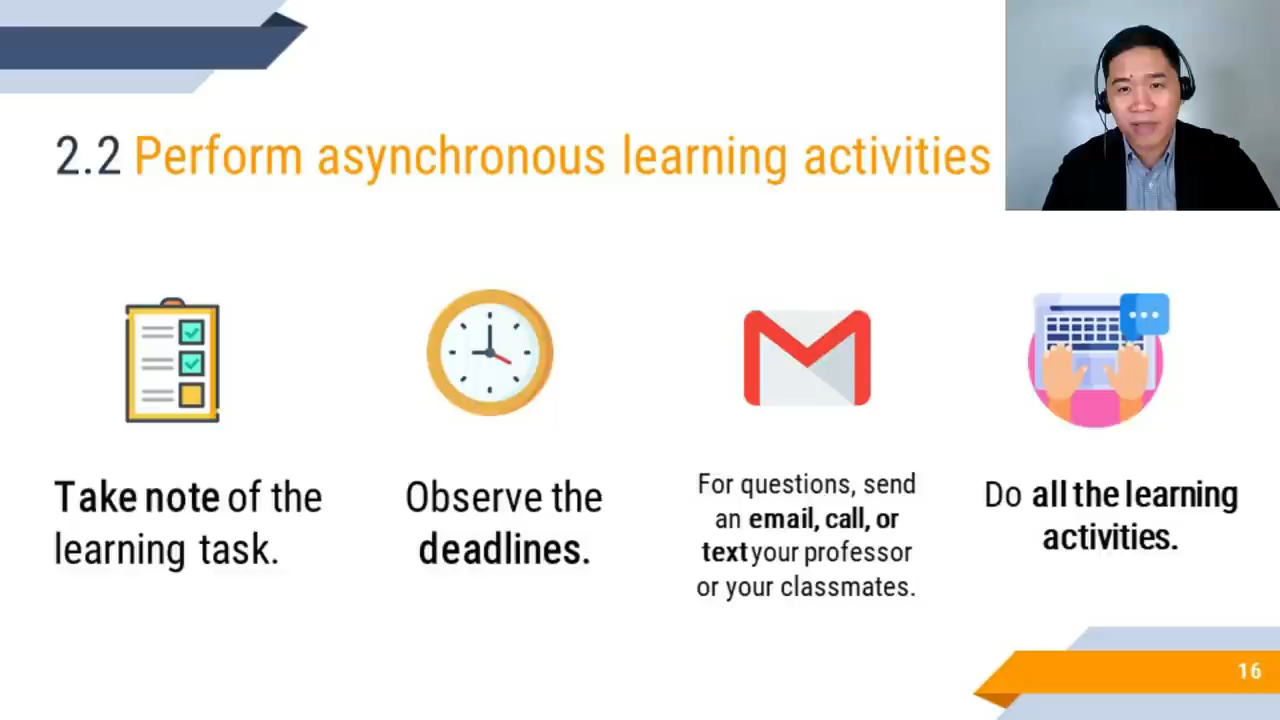 2.2 Perform asynchronous learning activities
Take note of the
learning task.
Observe the
deadlines.
For questions, send
an email, call, or
text your professor
or your classmates.
Do all the learning
activities.
16